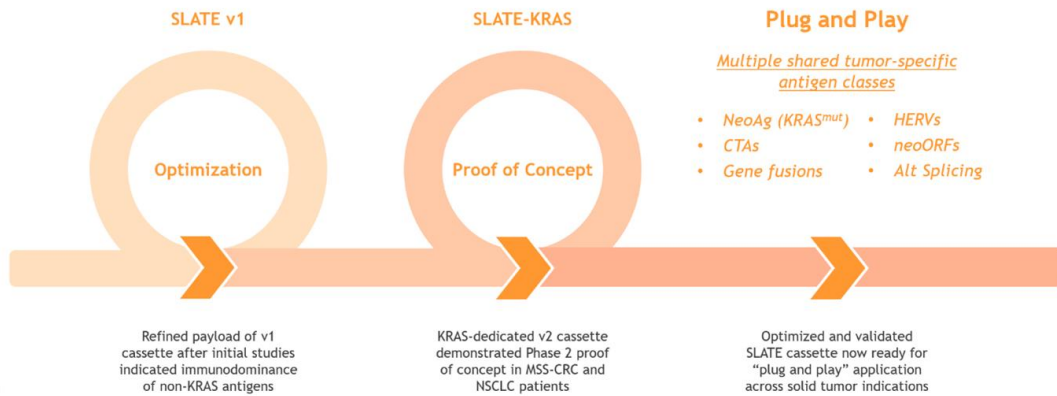 SLATE v1
Optimization
Refined payload of v1
cassette after initial studies
indicated immunodominance
of non-KRAS antigens
SLATE-KRAS
Proof of Concept
KRAS-dedicated v2 cassette
demonstrated Phase 2 proof
of concept in MSS-CRC and
NSCLC patients
Plug and Play
Multiple shared tumor-specific
antigen classes
• NeoAg (KRASᵐᵘᵗ)
• CTAs
• Gene fusions
• HERVs
• neoORFs
• Alt Splicing
Optimized and validated
SLATE cassette now ready for
“plug and play” application
across solid tumor indications